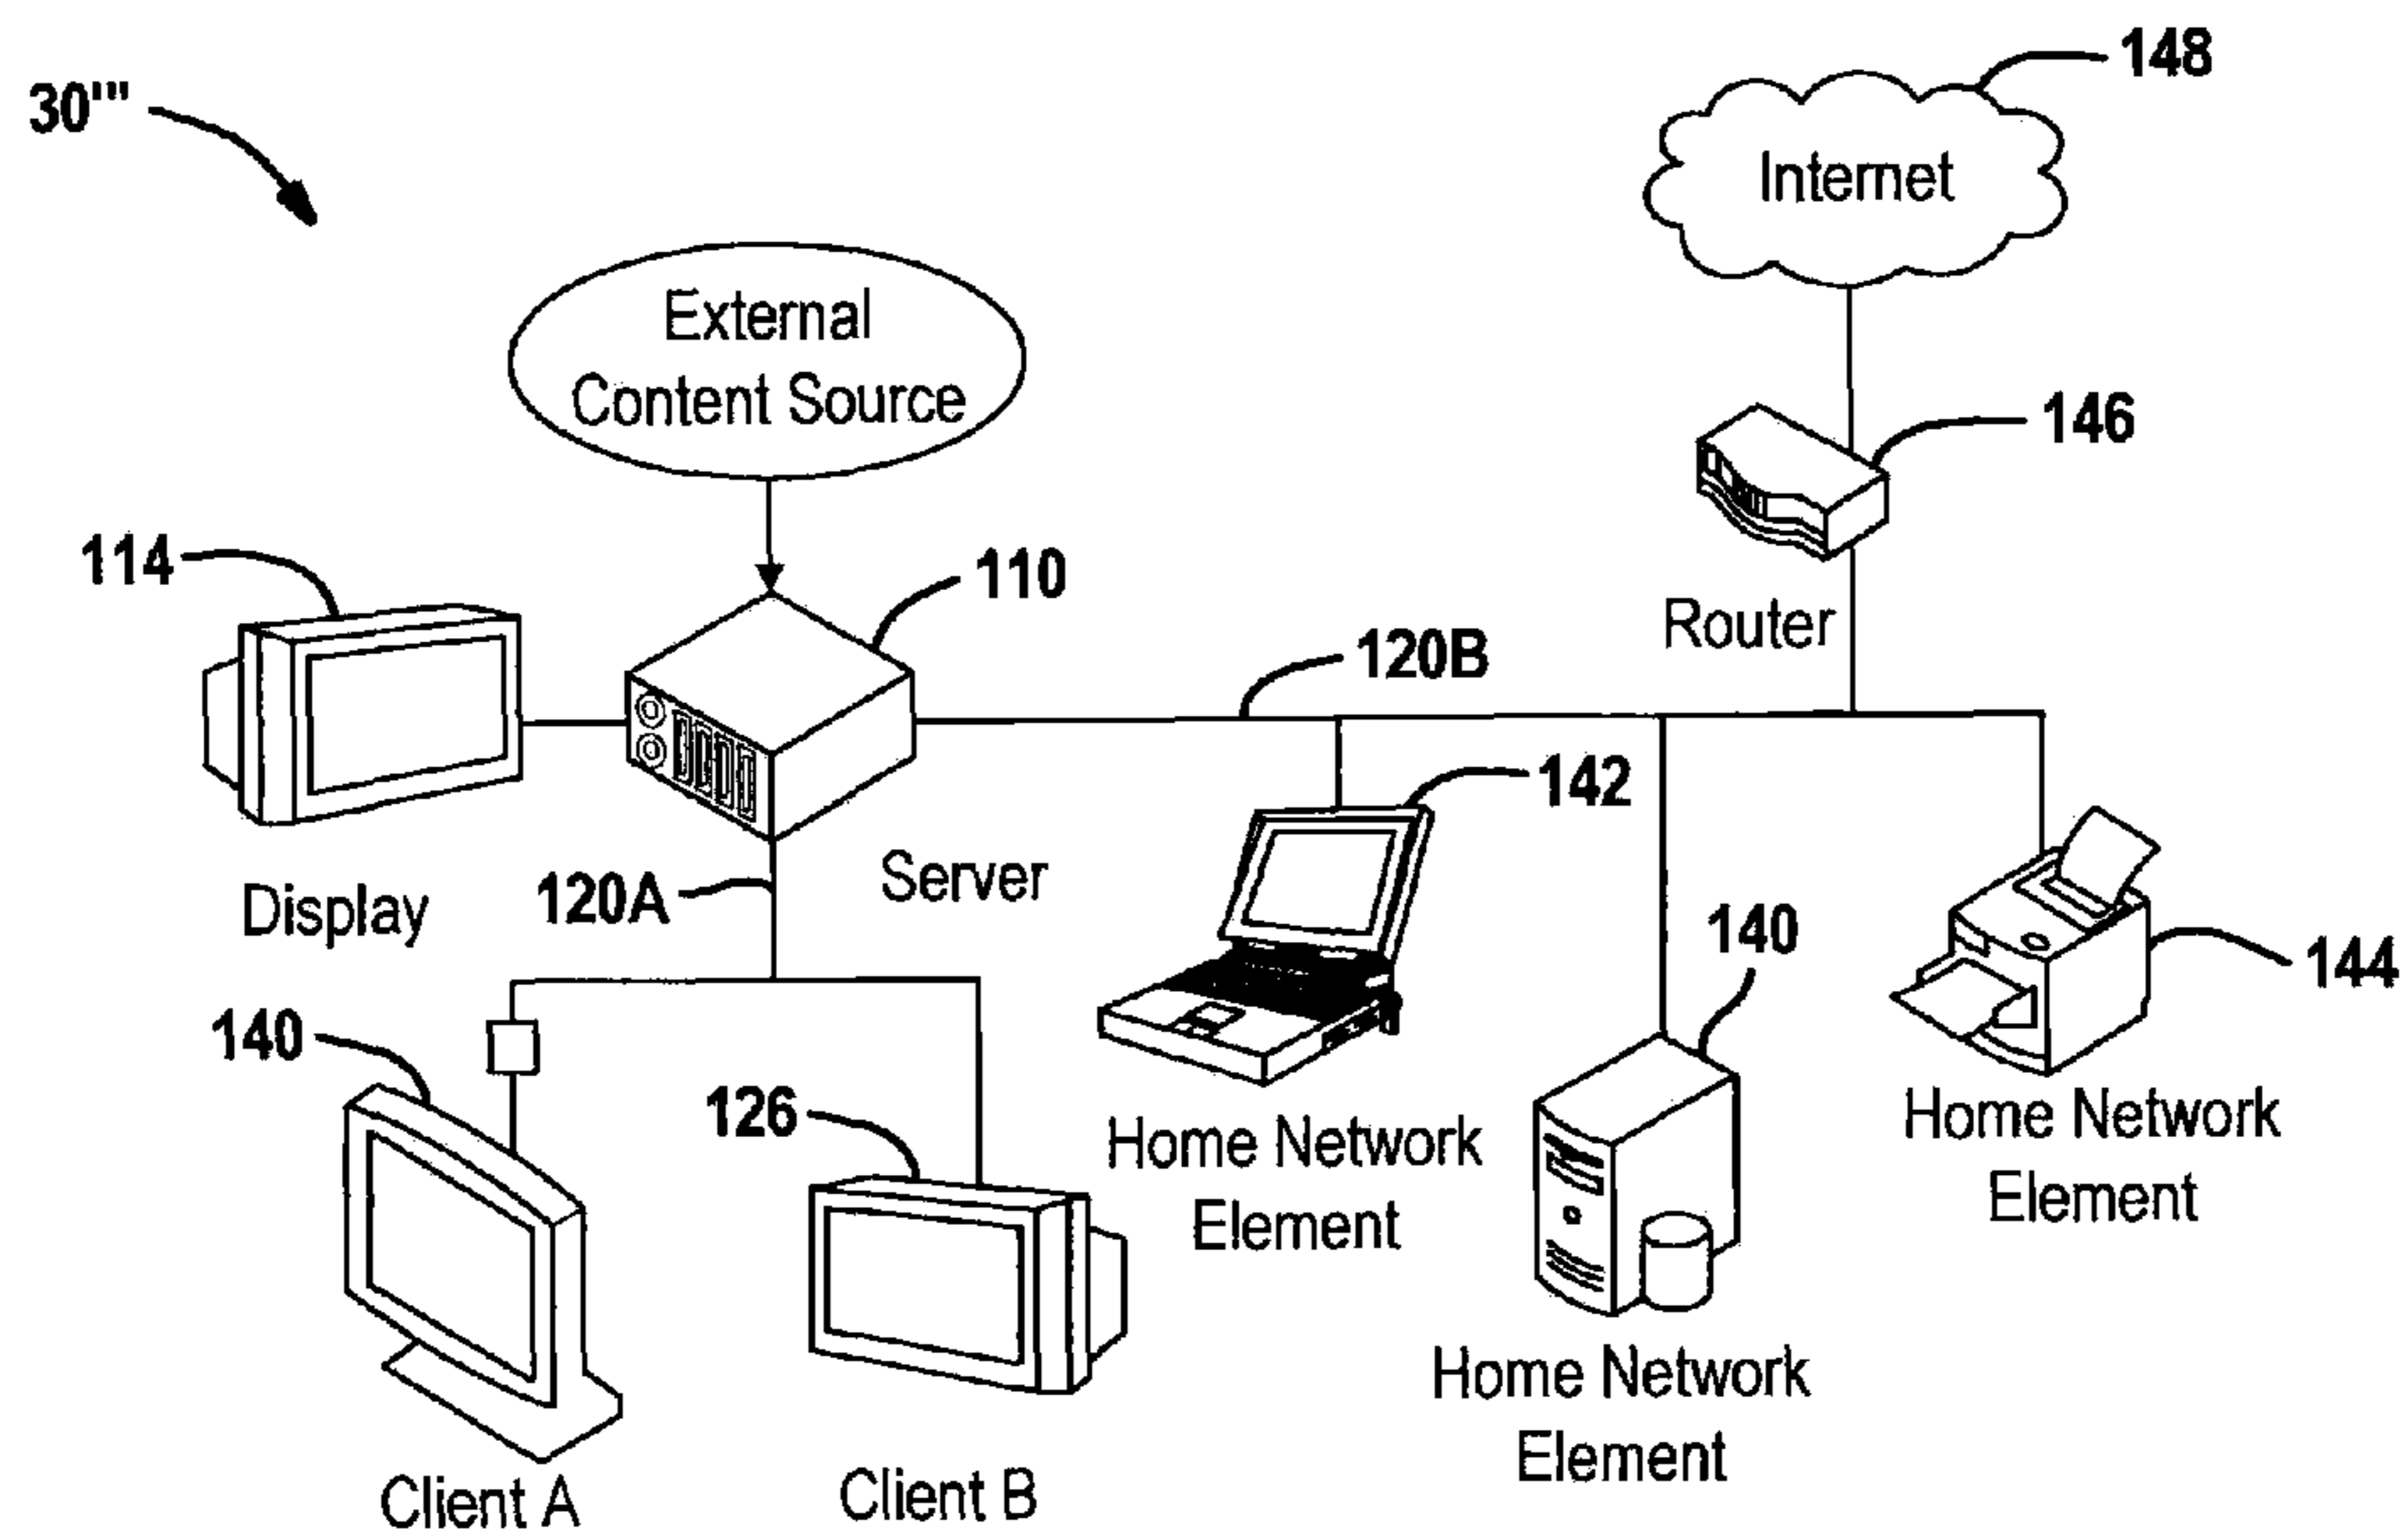 148
30'''
Internet
External
Content Source
146
114
110
Router
120B
142
Server
120A
Display
140
144
140
126
Home Network
Element
Home Network
Element
Home Network
Element
Client A
Client B